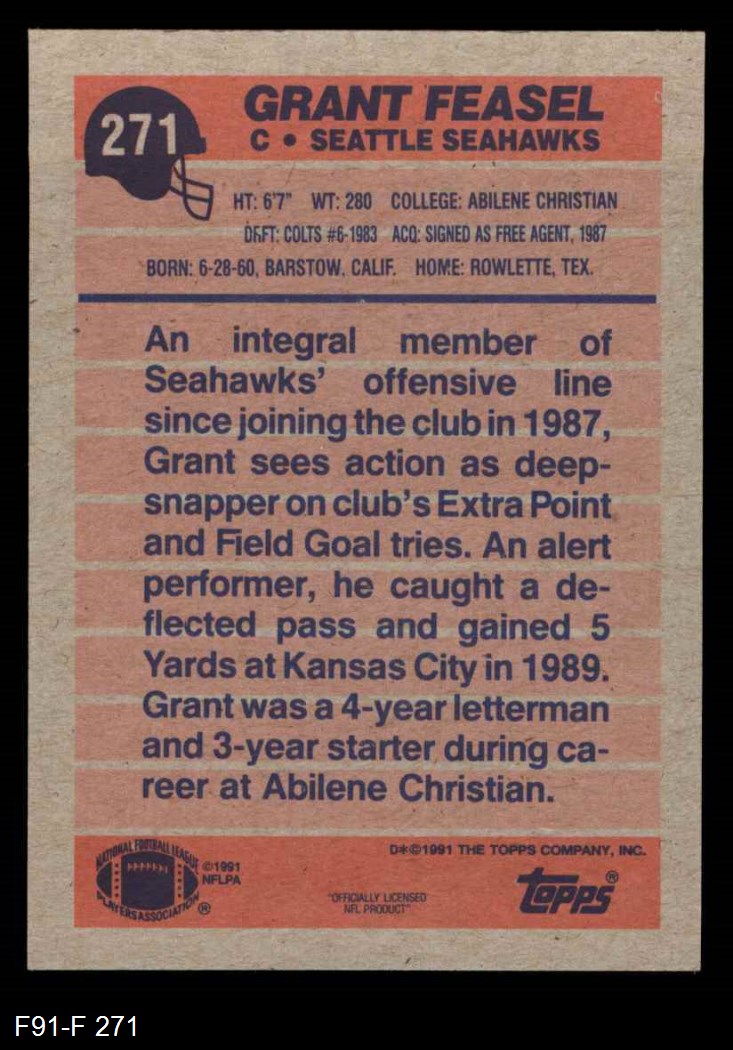 271
GRANT FEASEL
C • SEATTLE SEAHAWKS
HT: 6'7" WT: 280 COLLEGE: ABILENE CHRISTIAN
DRFT: COLTS #6-1983 ACQ: SIGNED AS FREE AGENT, 1987
BORN: 6-28-60, BARSTOW, CALIF. HOME: ROWLETTE, TEX.
An integral member of
Seahawks' offensive line
since joining the club in 1987,
Grant sees action as deep-
snapper on club's Extra Point
and Field Goal tries. An alert
performer, he caught a de-
flected pass and gained 5
Yards at Kansas City in 1989.
Grant was a 4-year letterman
and 3-year starter during ca-
reer at Abilene Christian.
NATIONAL FOOTBALL LEAGUE
PLAYERS ASSOCIATION ®
©1991
NFLPA
D*©1991 THE TOPPS COMPANY, INC.
"OFFICIALLY LICENSED
NFL PRODUCT"
topps®
F91-F 271